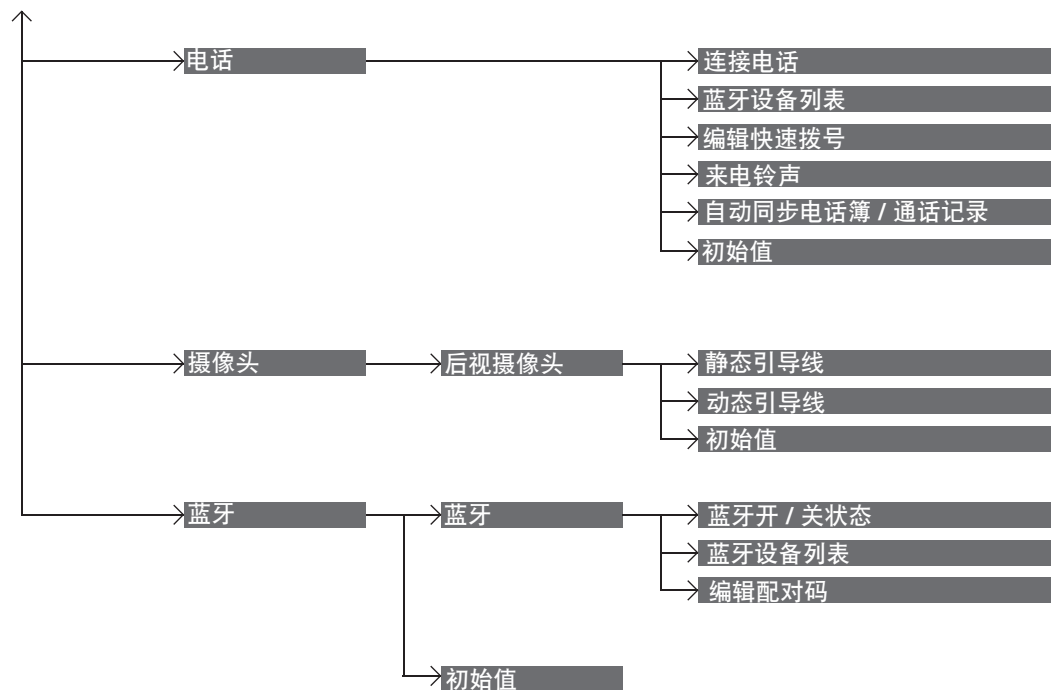 电话
连接电话
蓝牙设备列表
编辑快速拨号
来电铃声
自动同步电话簿 / 通话记录
初始值
摄像头
后视摄像头
静态引导线
动态引导线
初始值
蓝牙
蓝牙
蓝牙开 / 关状态
蓝牙设备列表
编辑配对码
初始值